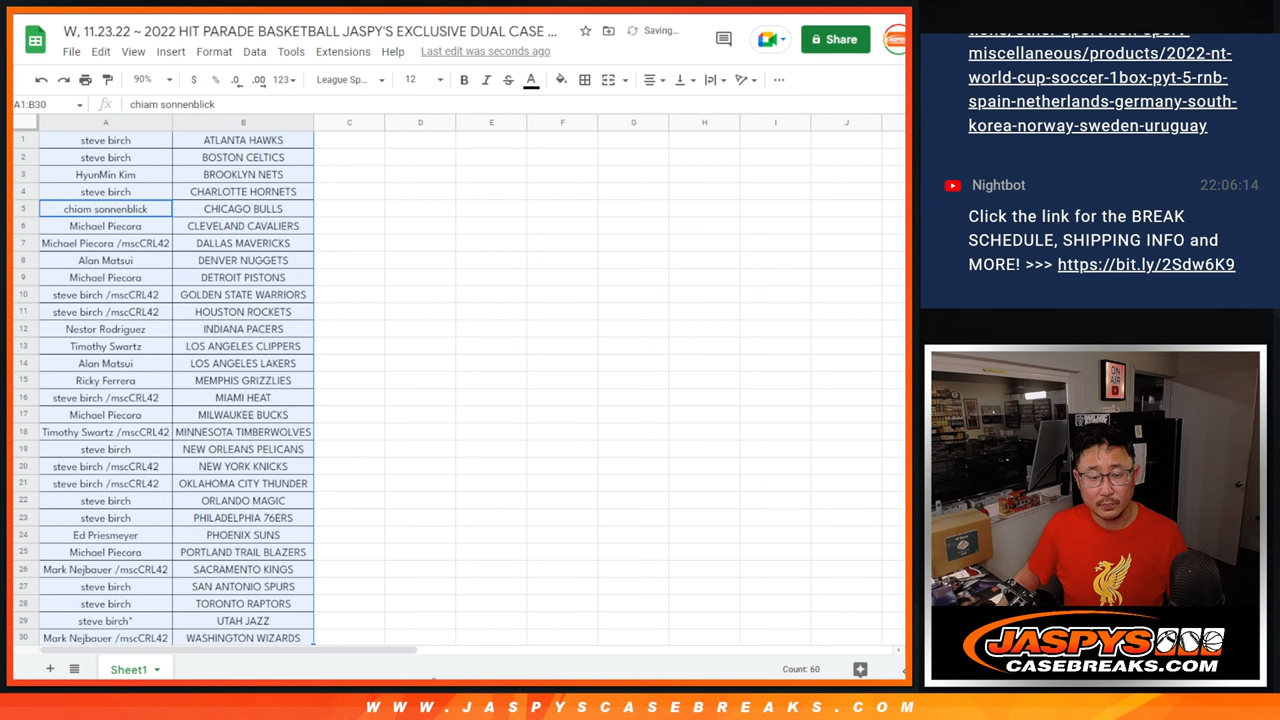 W, 11.23.22 ~ 2022 HIT PARADE BASKETBALL JASPY'S EXCLUSIVE DUAL CASE ...
Saving...
File Edit View Insert Format Data Tools Extensions Help Last edit was seconds ago
Share
90% $ % .0 .00 123 League Sp... 12 B I S A
A1:B30 fx chiam sonnenblick
A B C D E F G H I J
1 steve birch ATLANTA HAWKS
2 steve birch BOSTON CELTICS
3 HyunMin Kim BROOKLYN NETS
4 steve birch CHARLOTTE HORNETS
5 chiam sonnenblick CHICAGO BULLS
6 Michael Piecora CLEVELAND CAVALIERS
7 Michael Piecora /mscCRL42 DALLAS MAVERICKS
8 Alan Matsui DENVER NUGGETS
9 Michael Piecora DETROIT PISTONS
10 steve birch /mscCRL42 GOLDEN STATE WARRIORS
11 steve birch /mscCRL42 HOUSTON ROCKETS
12 Nestor Rodriguez INDIANA PACERS
13 Timothy Swartz LOS ANGELES CLIPPERS
14 Alan Matsui LOS ANGELES LAKERS
15 Ricky Ferrera MEMPHIS GRIZZLIES
16 steve birch /mscCRL42 MIAMI HEAT
17 Michael Piecora MILWAUKEE BUCKS
18 Timothy Swartz /mscCRL42 MINNESOTA TIMBERWOLVES
19 steve birch NEW ORLEANS PELICANS
20 steve birch /mscCRL42 NEW YORK KNICKS
21 steve birch /mscCRL42 OKLAHOMA CITY THUNDER
22 steve birch ORLANDO MAGIC
23 steve birch PHILADELPHIA 76ERS
24 Ed Priesmeyer PHOENIX SUNS
25 Michael Piecora PORTLAND TRAIL BLAZERS
26 Mark Nejbauer /mscCRL42 SACRAMENTO KINGS
27 steve birch SAN ANTONIO SPURS
28 steve birch TORONTO RAPTORS
29 steve birch* UTAH JAZZ
30 Mark Nejbauer /mscCRL42 WASHINGTON WIZARDS
Sheet1
Count: 60
miscellaneous/products/2022-nt-
world-cup-soccer-1box-pyt-5-rnb-
spain-netherlands-germany-south-
korea-norway-sweden-uruguay
Nightbot 22:06:14
Click the link for the BREAK
SCHEDULE, SHIPPING INFO and
MORE! >>> https://bit.ly/2Sdw6K9
ON
AIR
JASPYS
CASEBREAKS.COM
WWW.JASPYSCASEBREAKS.COM